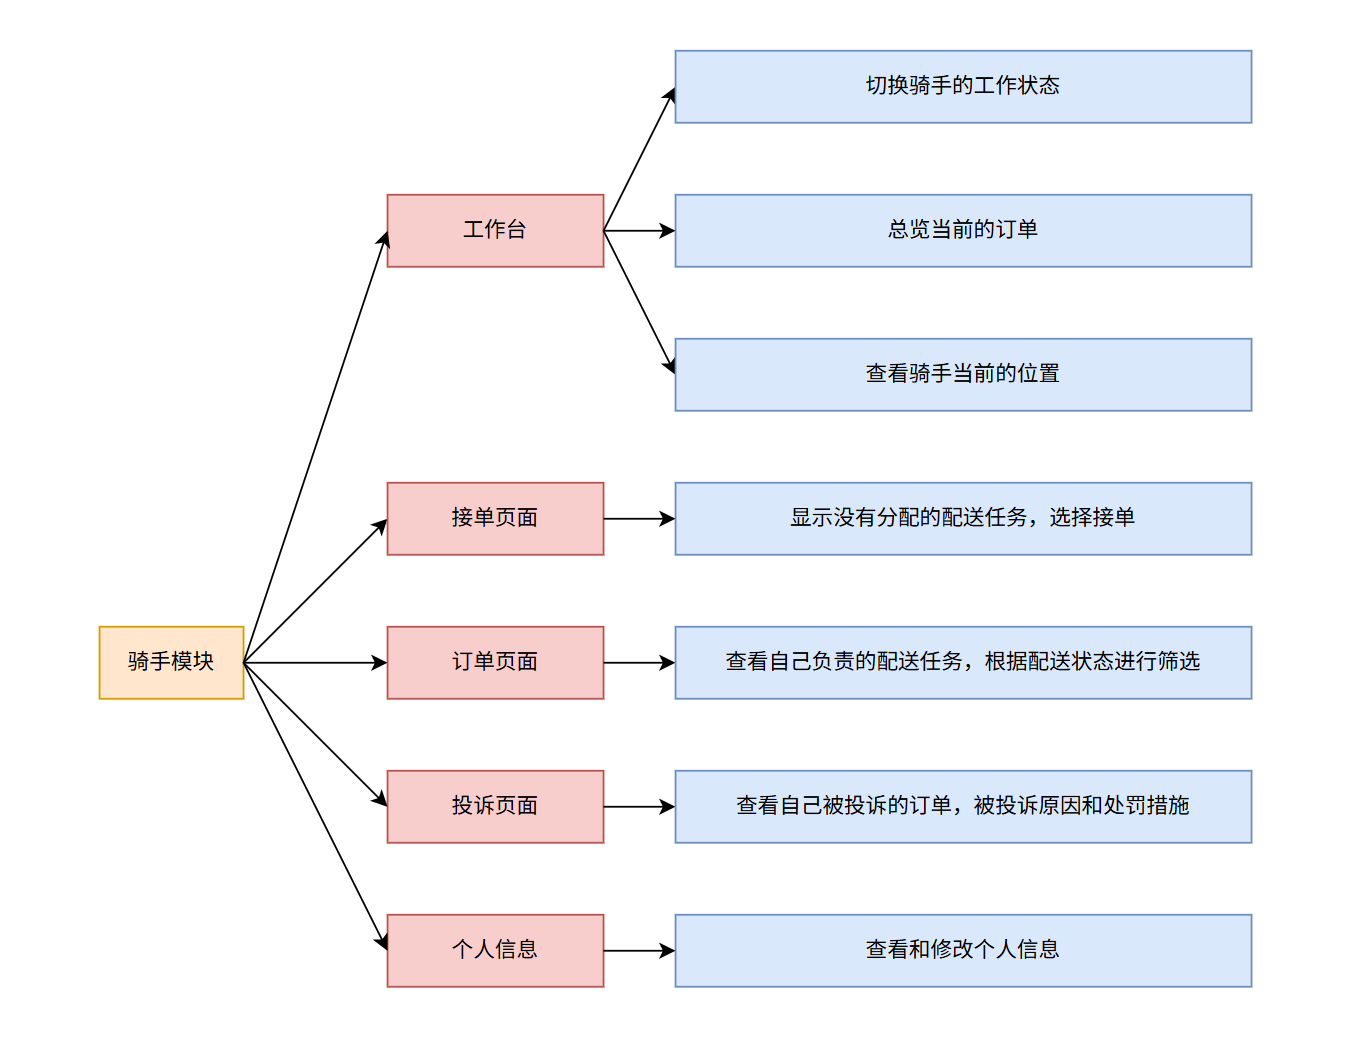 骑手模块
工作台
切换骑手的工作状态
总览当前的订单
查看骑手当前的位置
接单页面
显示没有分配的配送任务，选择接单
订单页面
查看自己负责的配送任务，根据配送状态进行筛选
投诉页面
查看自己被投诉的订单，被投诉原因和处罚措施
个人信息
查看和修改个人信息